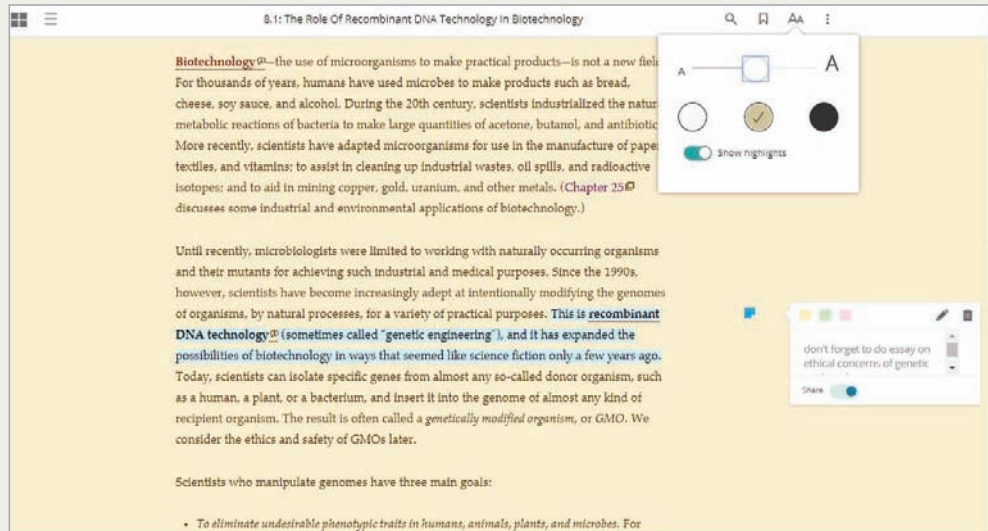 8.1: The Role Of Recombinant DNA Technology In Biotechnology
AA
A
A
Show highlights
Biotechnology—the use of microorganisms to make practical products—is not a new fiel
For thousands of years, humans have used microbes to make products such as bread,
cheese, soy sauce, and alcohol. During the 20th century, scientists industrialized the natur
metabolic reactions of bacteria to make large quantities of acetone, butanol, and antibiotic
More recently, scientists have adapted microorganisms for use in the manufacture of pape
textiles, and vitamins; to assist in cleaning up industrial wastes, oil spills, and radioactive
isotopes; and to aid in mining copper, gold, uranium, and other metals. (Chapter 25
discusses some industrial and environmental applications of biotechnology.)
Until recently, microbiologists were limited to working with naturally occurring organisms
and their mutants for achieving such industrial and medical purposes. Since the 1990s,
however, scientists have become increasingly adept at intentionally modifying the genomes
of organisms, by natural processes, for a variety of practical purposes. This is recombinant
DNA technology (sometimes called "genetic engineering"), and it has expanded the
possibilities of biotechnology in ways that seemed like science fiction only a few years ago.
Today, scientists can isolate specific genes from almost any so-called donor organism, such
as a human, a plant, or a bacterium, and insert it into the genome of almost any kind of
recipient organism. The result is often called a genetically modified organism, or GMO. We
consider the ethics and safety of GMOs later.
don't forget to do essay on
ethical concerns of genetic
Share
Scientists who manipulate genomes have three main goals:
• To eliminate undesirable phenotypic traits in humans, animals, plants, and microbes. For